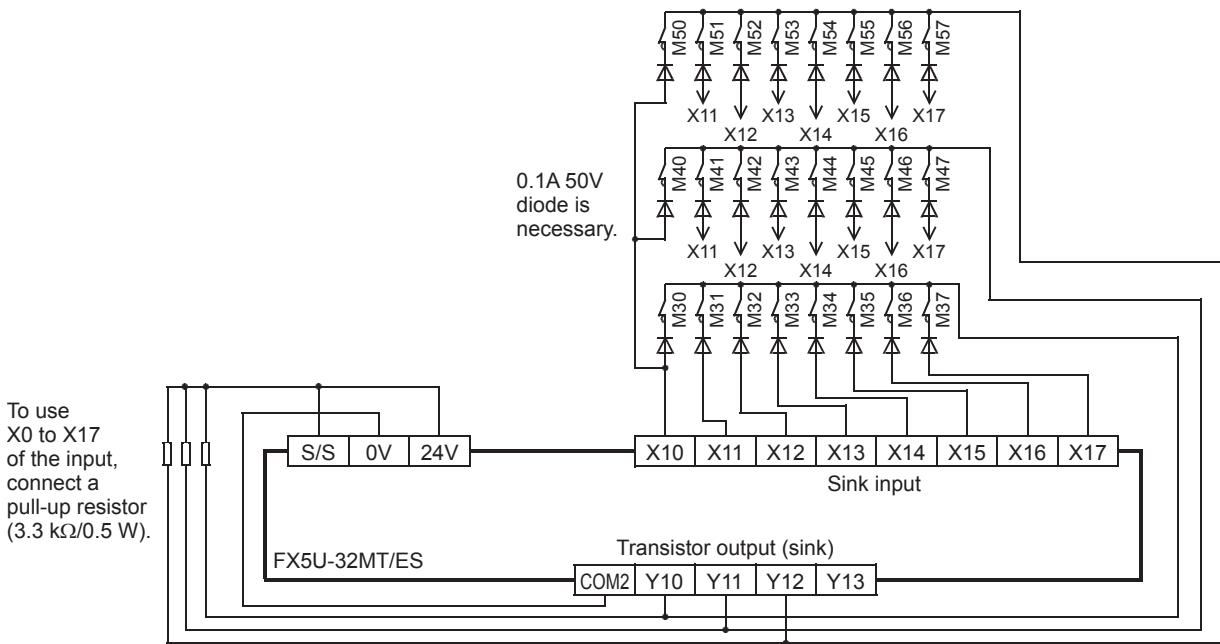 M50 M51 M52 M53 M54 M55 M56 M57
X11 X13 X15 X17
X12 X14 X16
M40 M41 M42 M43 M44 M45 M46 M47
0.1A 50V
diode is
necessary.
X11 X13 X15 X17
X12 X14 X16
M30 M31 M32 M33 M34 M35 M36 M37
To use
X0 to X17
of the input,
connect a
pull-up resistor
(3.3 kΩ/0.5 W).
S/S 0V 24V
X10 X11 X12 X13 X14 X15 X16 X17
Sink input
Transistor output (sink)
FX5U-32MT/ES
COM2 Y10 Y11 Y12 Y13